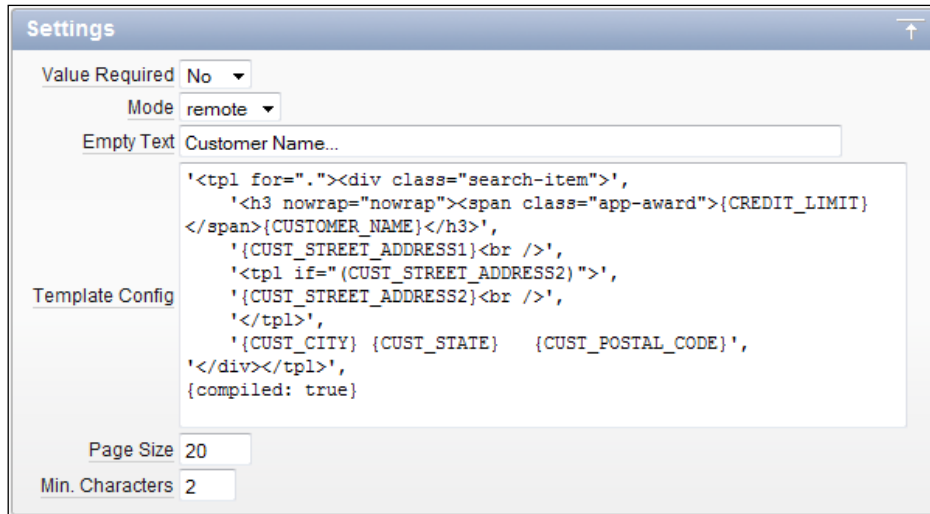 Settings
Value Required No
Mode remote
Empty Text Customer Name...
Template Config
'<tpl for="."><div class="search-item">',
    '<h3 nowrap="nowrap"><span class="app-award">{CREDIT_LIMIT}
</span>{CUSTOMER_NAME}</h3>',
    '{CUST_STREET_ADDRESS1}<br />',
    '<tpl if="(CUST_STREET_ADDRESS2)">',
    '{CUST_STREET_ADDRESS2}<br />',
    '</tpl>',
    '{CUST_CITY} {CUST_STATE}   {CUST_POSTAL_CODE}',
'</div></tpl>',
{compiled: true}
Page Size 20
Min. Characters 2